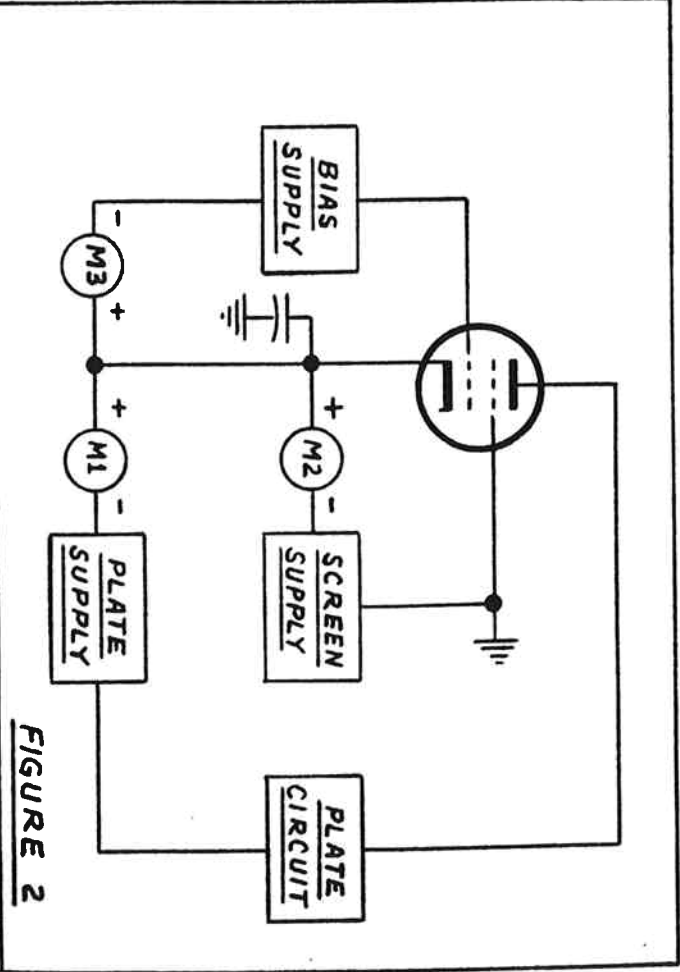 BIAS
SUPPLY
- M3 +
+ M1 -
+ M2 -
SCREEN
SUPPLY
PLATE
SUPPLY
PLATE
CIRCUIT
FIGURE 2